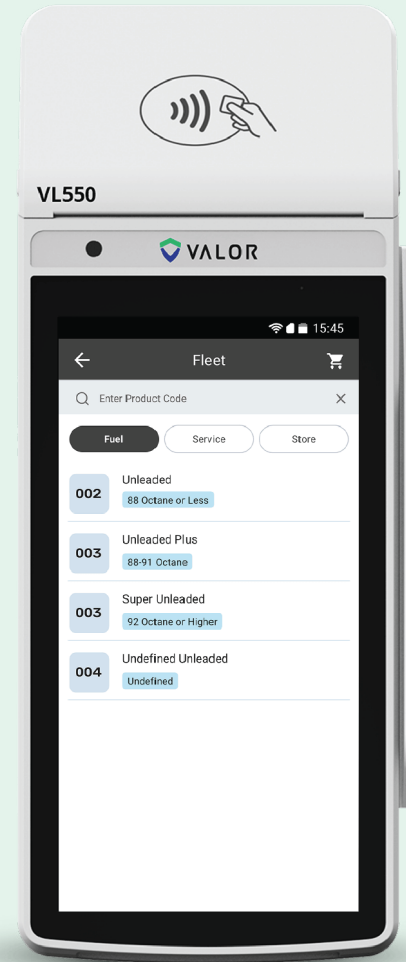 VL550
VALOR
15:45
Fleet
Enter Product Code
Fuel Service Store
002 Unleaded
88 Octane or Less
003 Unleaded Plus
88-91 Octane
003 Super Unleaded
92 Octane or Higher
004 Undefined Unleaded
Undefined